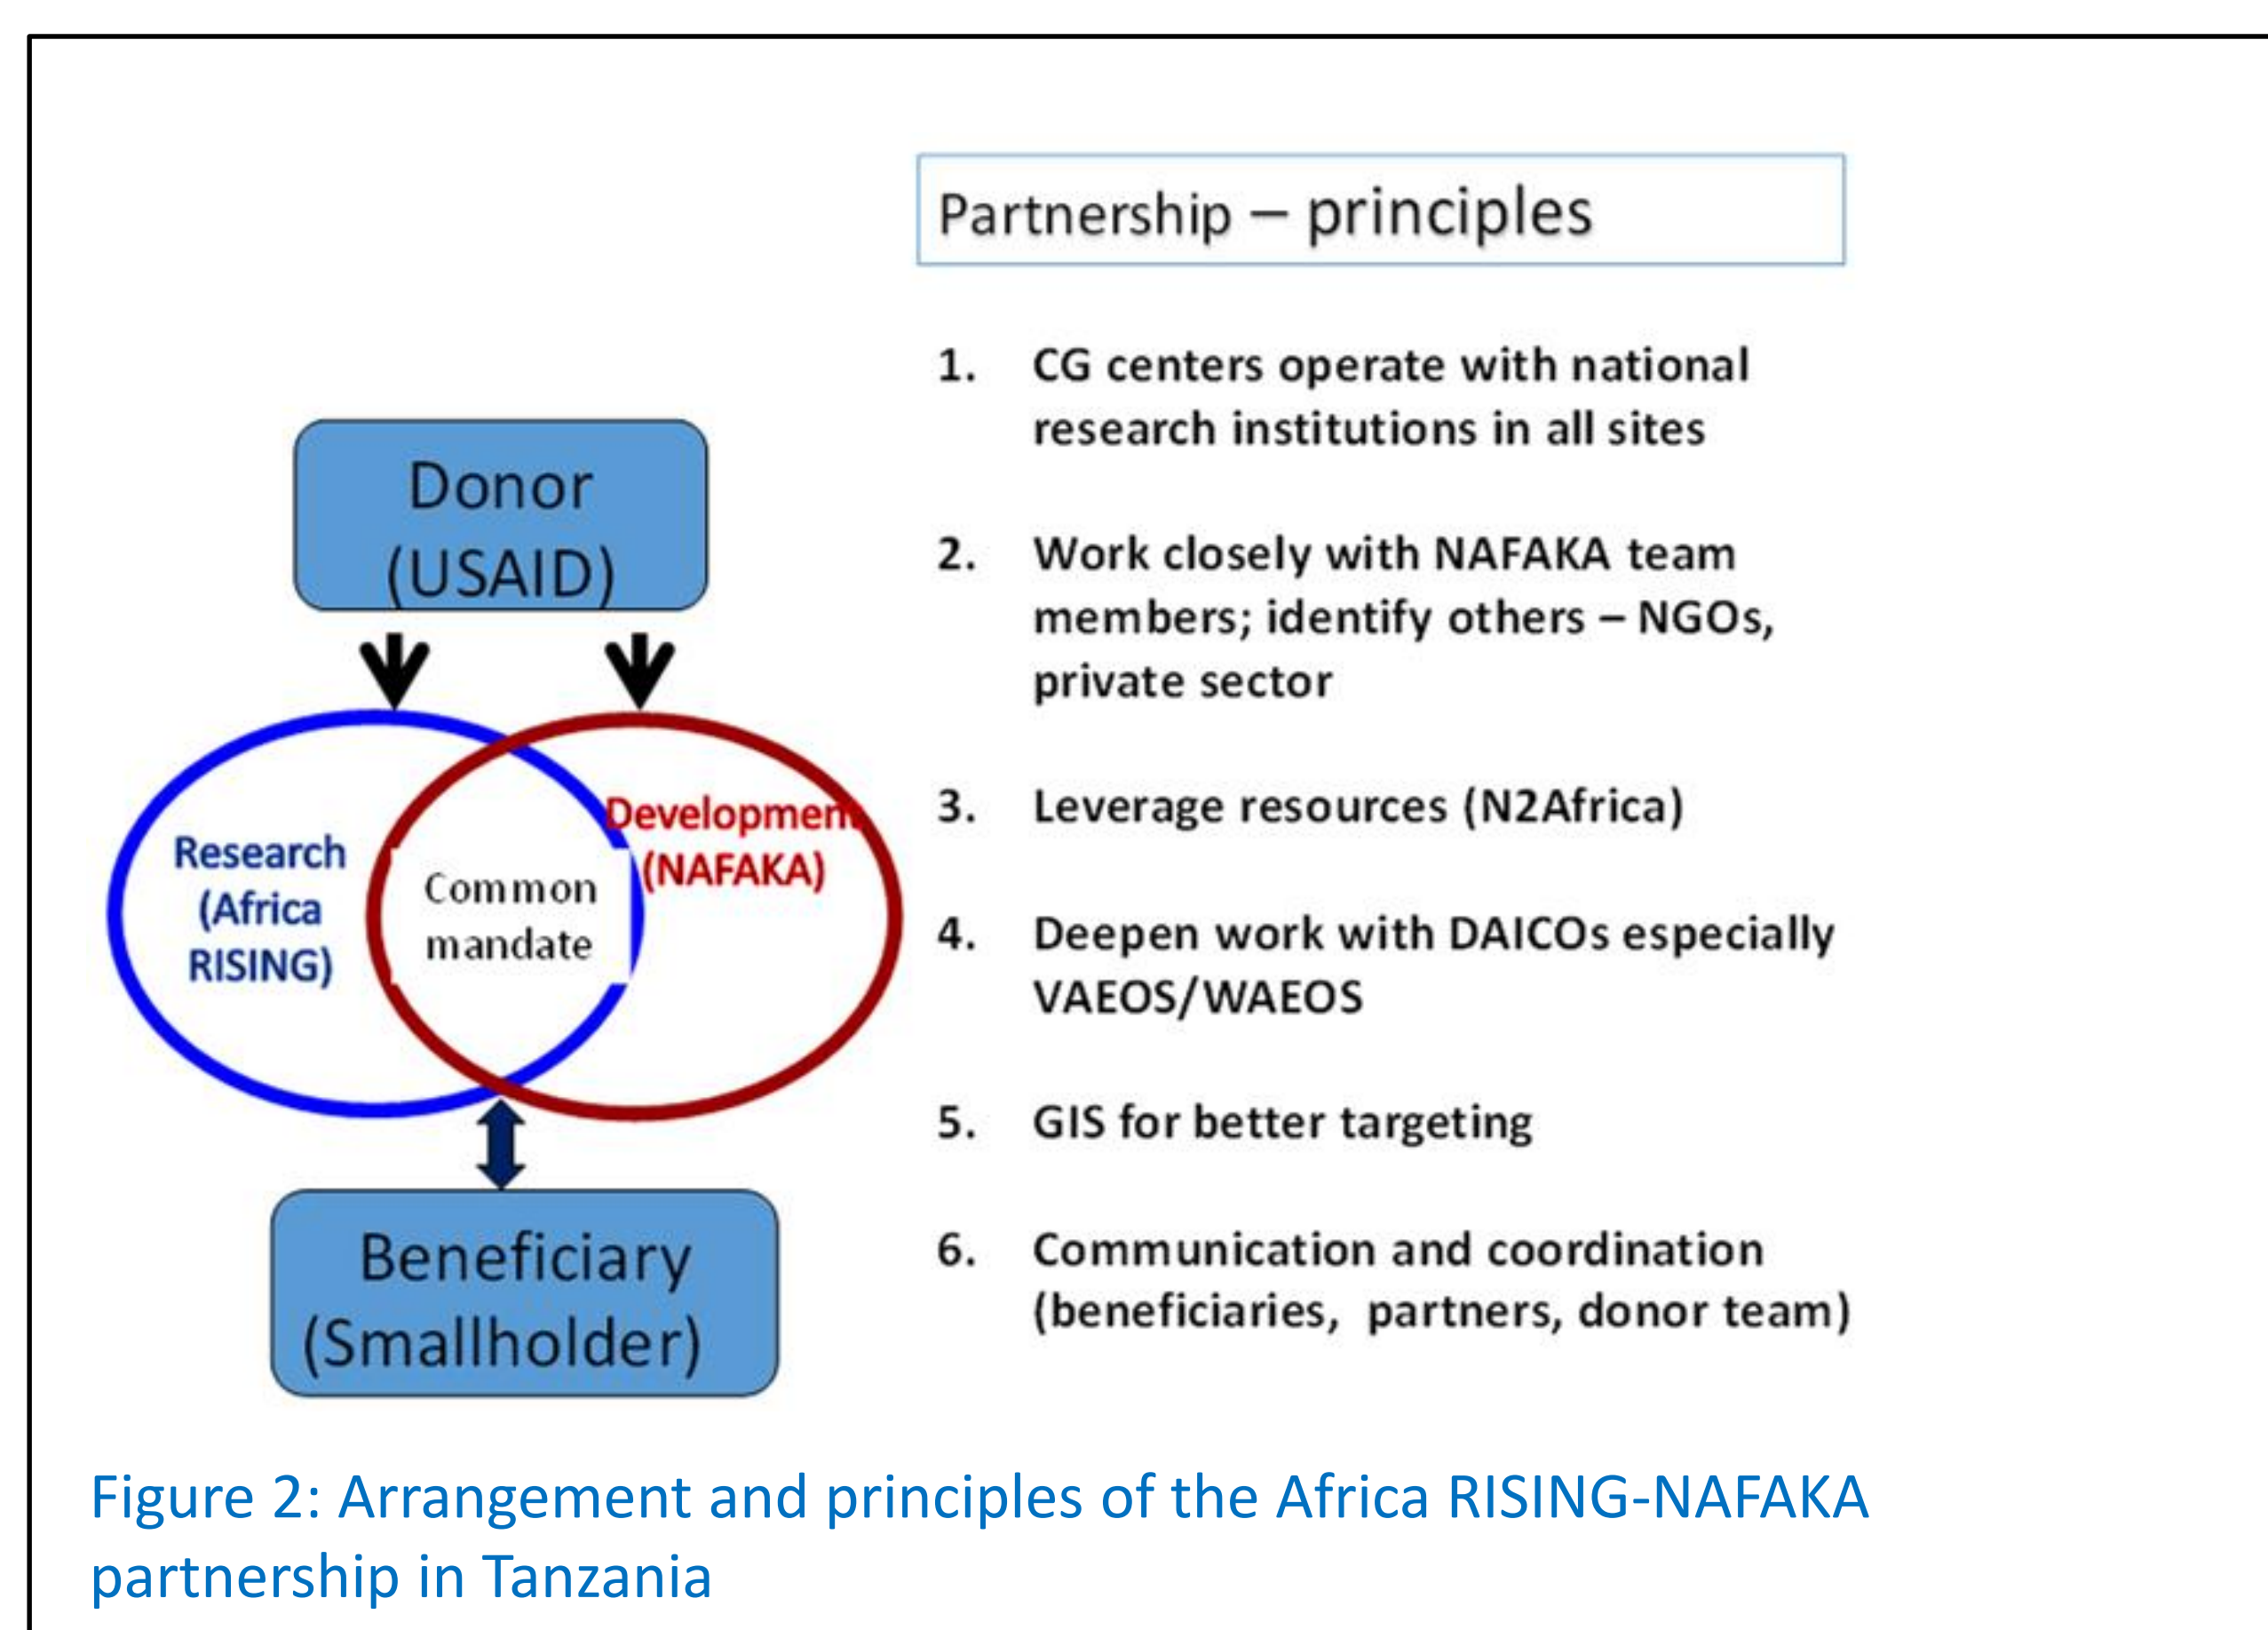 Partnership – principles
Donor
(USAID)
Research
(Africa
RISING)
Common
mandate
Development
(NAFAKA)
Beneficiary
(Smallholder)
1. CG centers operate with national
research institutions in all sites
2. Work closely with NAFAKA team
members; identify others – NGOs,
private sector
3. Leverage resources (N2Africa)
4. Deepen work with DAICOs especially
VAEOS/WAEOS
5. GIS for better targeting
6. Communication and coordination
(beneficiaries, partners, donor team)
Figure 2: Arrangement and principles of the Africa RISING-NAFAKA
partnership in Tanzania